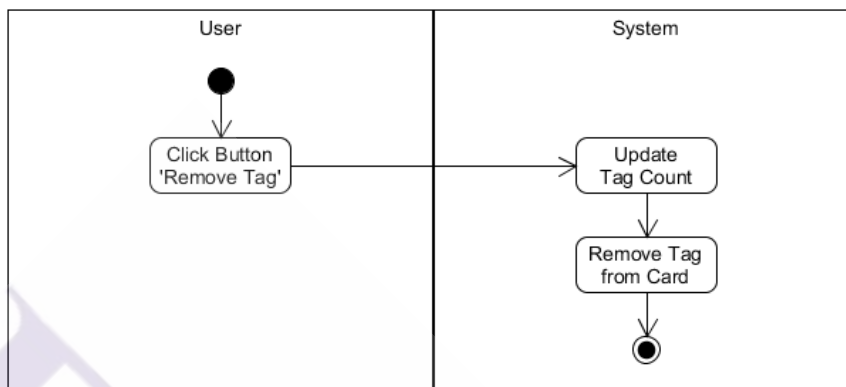 User
System
Click Button
'Remove Tag'
Update
Tag Count
Remove Tag
from Card